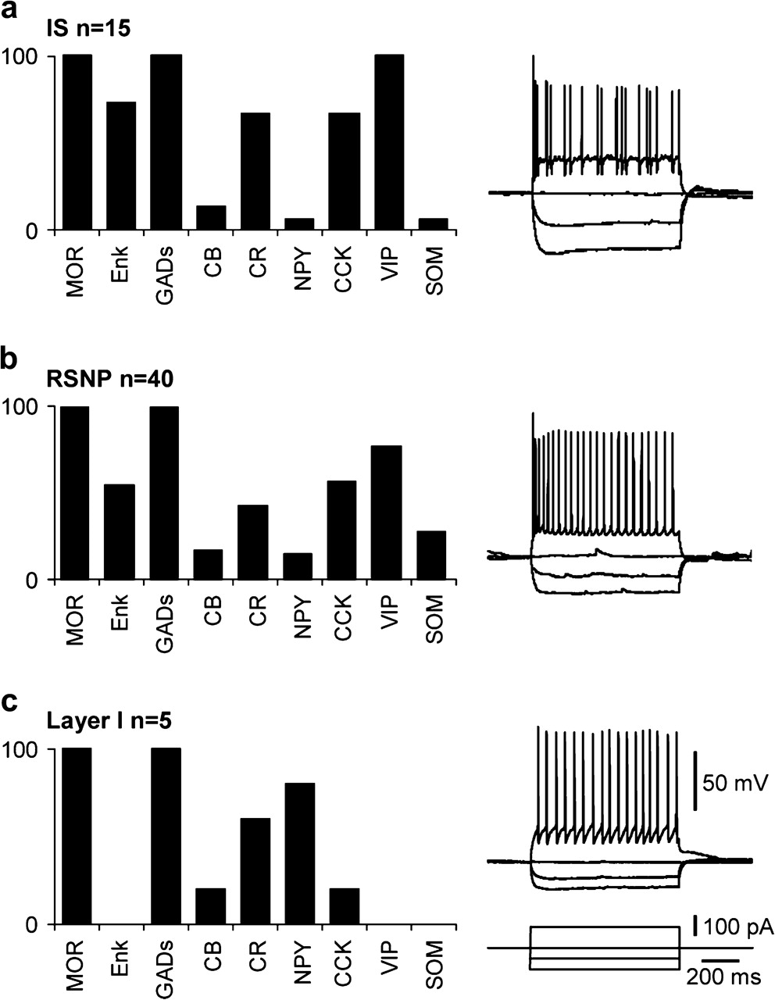 a
IS n=15
100
0
MOR Enk GADs CB CR NPY CCK VIP SOM
b
RSNP n=40
100
0
MOR Enk GADs CB CR NPY CCK VIP SOM
c
Layer I n=5
100
50 mV
0
100 pA
200 ms
MOR Enk GADs CB CR NPY CCK VIP SOM